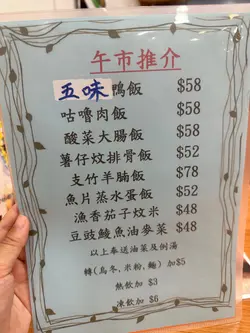 午市推介
五味鴨飯 $58
咕嚕肉飯 $58
酸菜大腸飯 $58
薯仔炆排骨飯 $52
支竹羊腩飯 $78
魚片蒸水蛋飯 $52
漁香茄子炆米 $48
豆豉鯪魚油麥菜 $48
以上奉送油菜及例湯
轉(烏冬,米粉,麵) 加$5
熱飲加 $3
凍飲加 $6